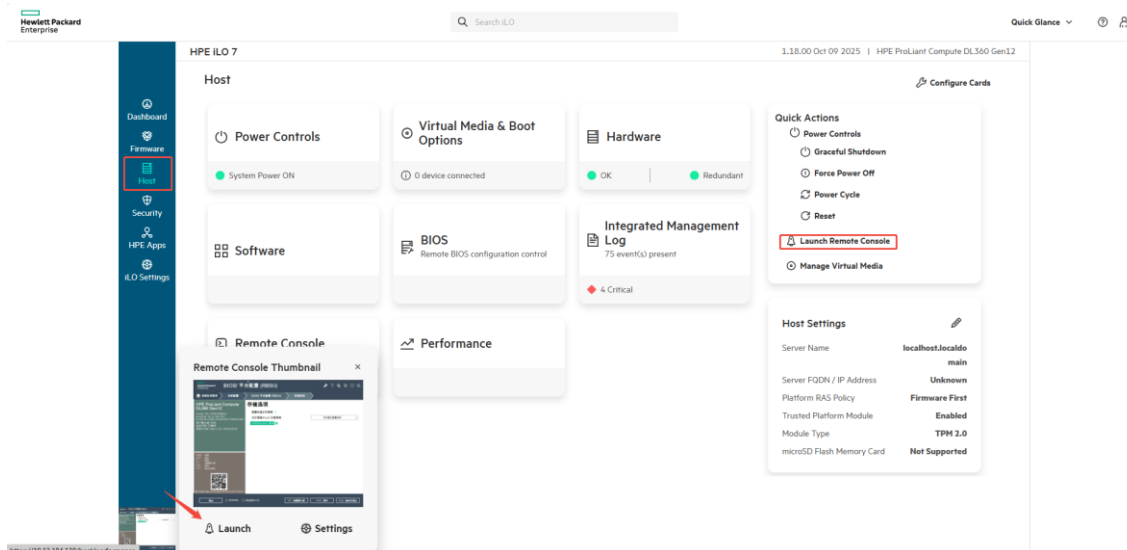 Hewlett Packard
Enterprise
Search iLO
Quick Glance
HPE iLO 7
1.18.00 Oct 09 2025 | HPE ProLiant Compute DL360 Gen12
Host
Configure Cards
Dashboard
Firmware
Host
Security
HPE Apps
iLO Settings
Power Controls
System Power ON
Virtual Media & Boot
Options
0 device connected
Hardware
OK
Redundant
Software
BIOS
Remote BIOS configuration control
Integrated Management
Log
75 event(s) present
4 Critical
Remote Console
Performance
Quick Actions
Power Controls
Graceful Shutdown
Force Power Off
Power Cycle
Reset
Launch Remote Console
Manage Virtual Media
Host Settings
Server Name localhost.localdo
main
Server FQDN / IP Address Unknown
Platform RAS Policy Firmware First
Trusted Platform Module Enabled
Module Type TPM 2.0
microSD Flash Memory Card Not Supported
Remote Console Thumbnail
Launch
Settings